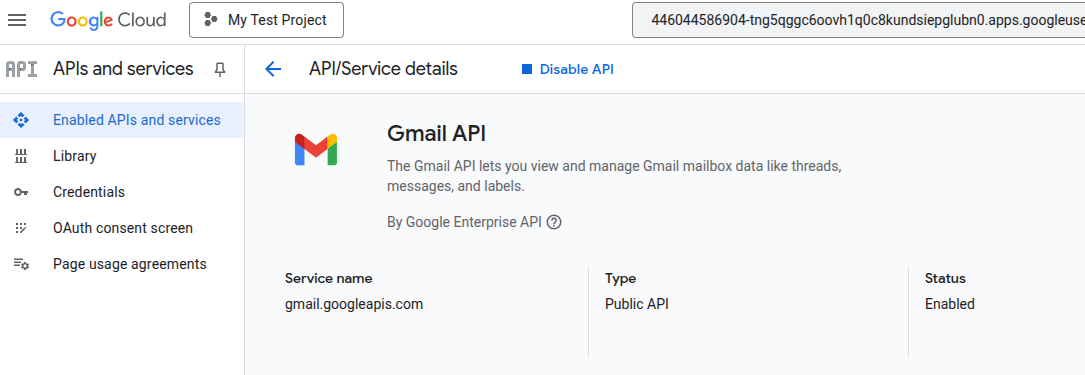 Google Cloud
My Test Project
446044586904-tng5qggc6oovh1q0c8kundsiepglubn0.apps.googleuse
API
APIs and services
API/Service details
Disable API
Enabled APIs and services
Library
Credentials
OAuth consent screen
Page usage agreements
Gmail API
The Gmail API lets you view and manage Gmail mailbox data like threads,
messages, and labels.
By Google Enterprise API
Service name
gmail.googleapis.com
Type
Public API
Status
Enabled